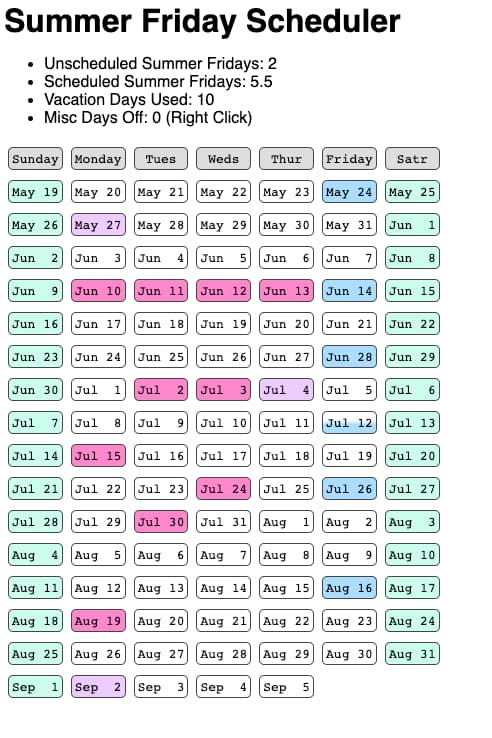 Summer Friday Scheduler
Unscheduled Summer Fridays: 2
Scheduled Summer Fridays: 5.5
Vacation Days Used: 10
Misc Days Off: 0 (Right Click)
Sunday Monday Tues Weds Thur Friday Satr
May 19 May 20 May 21 May 22 May 23 May 24 May 25
May 26 May 27 May 28 May 29 May 30 May 31 Jun 1
Jun 2 Jun 3 Jun 4 Jun 5 Jun 6 Jun 7 Jun 8
Jun 9 Jun 10 Jun 11 Jun 12 Jun 13 Jun 14 Jun 15
Jun 16 Jun 17 Jun 18 Jun 19 Jun 20 Jun 21 Jun 22
Jun 23 Jun 24 Jun 25 Jun 26 Jun 27 Jun 28 Jun 29
Jun 30 Jul 1 Jul 2 Jul 3 Jul 4 Jul 5 Jul 6
Jul 7 Jul 8 Jul 9 Jul 10 Jul 11 Jul 12 Jul 13
Jul 14 Jul 15 Jul 16 Jul 17 Jul 18 Jul 19 Jul 20
Jul 21 Jul 22 Jul 23 Jul 24 Jul 25 Jul 26 Jul 27
Jul 28 Jul 29 Jul 30 Jul 31 Aug 1 Aug 2 Aug 3
Aug 4 Aug 5 Aug 6 Aug 7 Aug 8 Aug 9 Aug 10
Aug 11 Aug 12 Aug 13 Aug 14 Aug 15 Aug 16 Aug 17
Aug 18 Aug 19 Aug 20 Aug 21 Aug 22 Aug 23 Aug 24
Aug 25 Aug 26 Aug 27 Aug 28 Aug 29 Aug 30 Aug 31
Sep 1 Sep 2 Sep 3 Sep 4 Sep 5